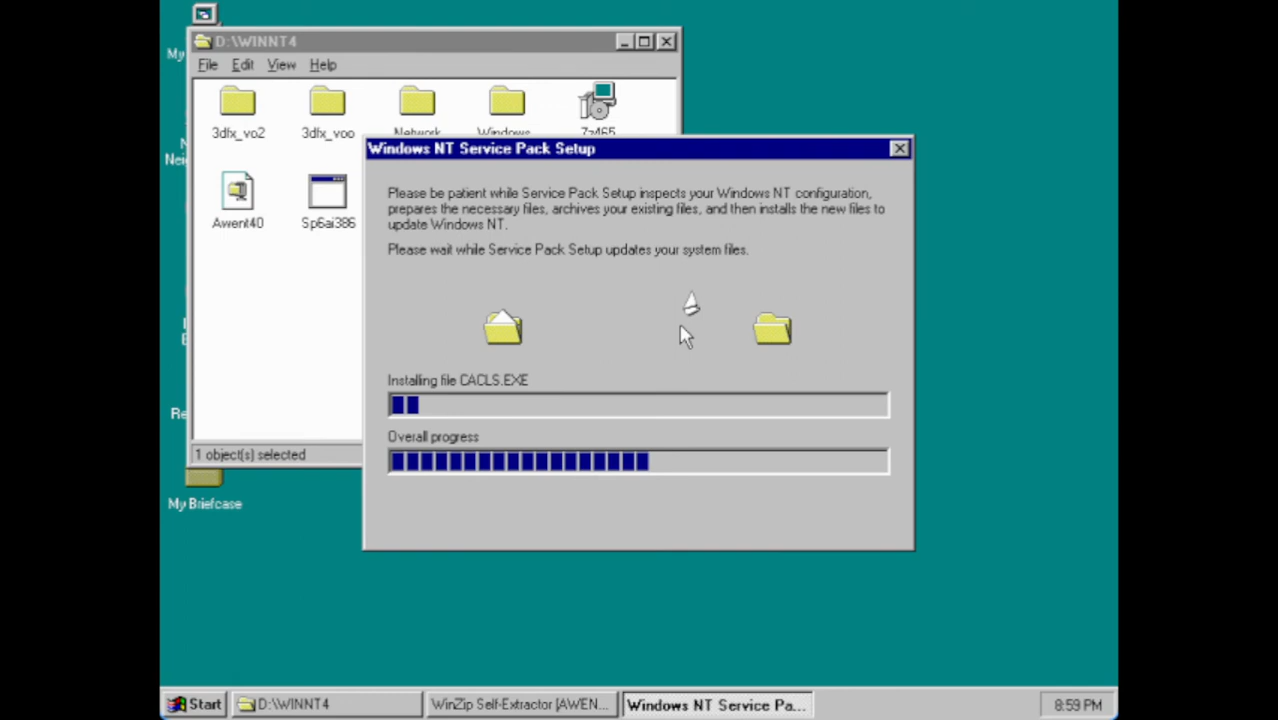 My
D:\WINNT4
File Edit View Help
3dfx_vo2 3dfx_voo Network Windows 7z465
Nei
Awent40 Sp6ai386
Re
1 object(s) selected
My Briefcase
Windows NT Service Pack Setup
Please be patient while Service Pack Setup inspects your Windows NT configuration,
prepares the necessary files, archives your existing files, and then installs the new files to
update Windows NT.
Please wait while Service Pack Setup updates your system files.
Installing file CACLS.EXE
Overall progress
Start D:\WINNT4 WinZip Self-Extractor [AWEN... Windows NT Service Pa... 8:59 PM